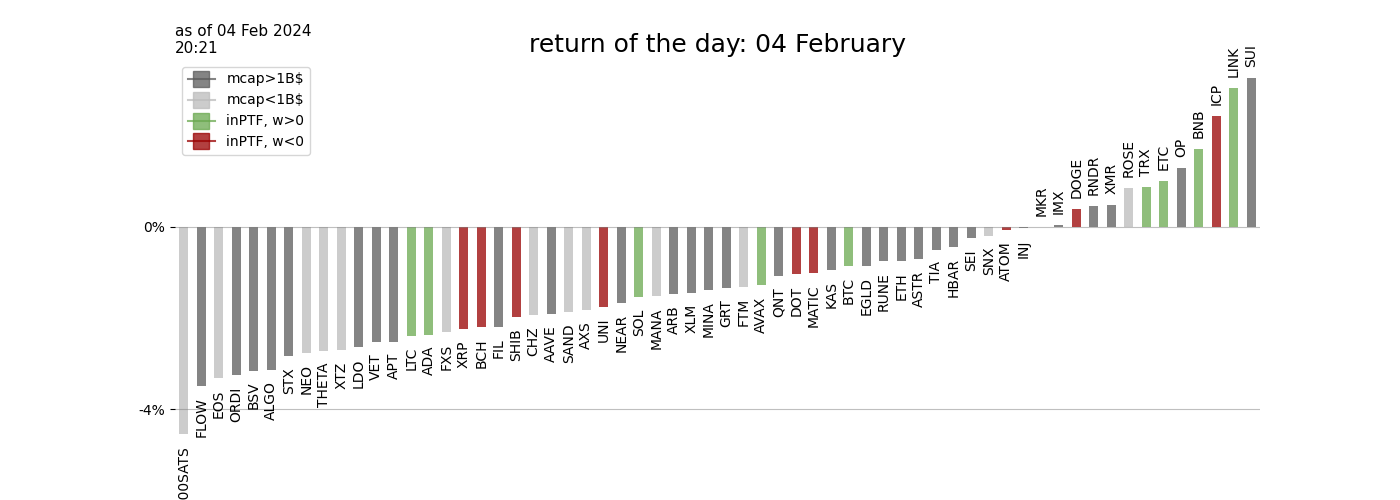 as of 04 Feb 2024
20:21
return of the day: 04 February
mcap>1B$
mcap<1B$
inPTF, w>0
inPTF, w<0
0%
-4%
00SATS
FLOW
EOS
ORDI
BSV
ALGO
STX
NEO
THETA
XTZ
LDO
VET
APT
LTC
ADA
FXS
XRP
BCH
FIL
SHIB
CHZ
AAVE
SAND
AXS
UNI
NEAR
SOL
MANA
ARB
XLM
MINA
GRT
FTM
AVAX
QNT
DOT
MATIC
KAS
BTC
EGLD
RUNE
ETH
ASTR
TIA
HBAR
SEI
SNX
ATOM
INJ
MKR
IMX
DOGE
RNDR
XMR
ROSE
TRX
ETC
OP
BNB
ICP
LINK
SUI